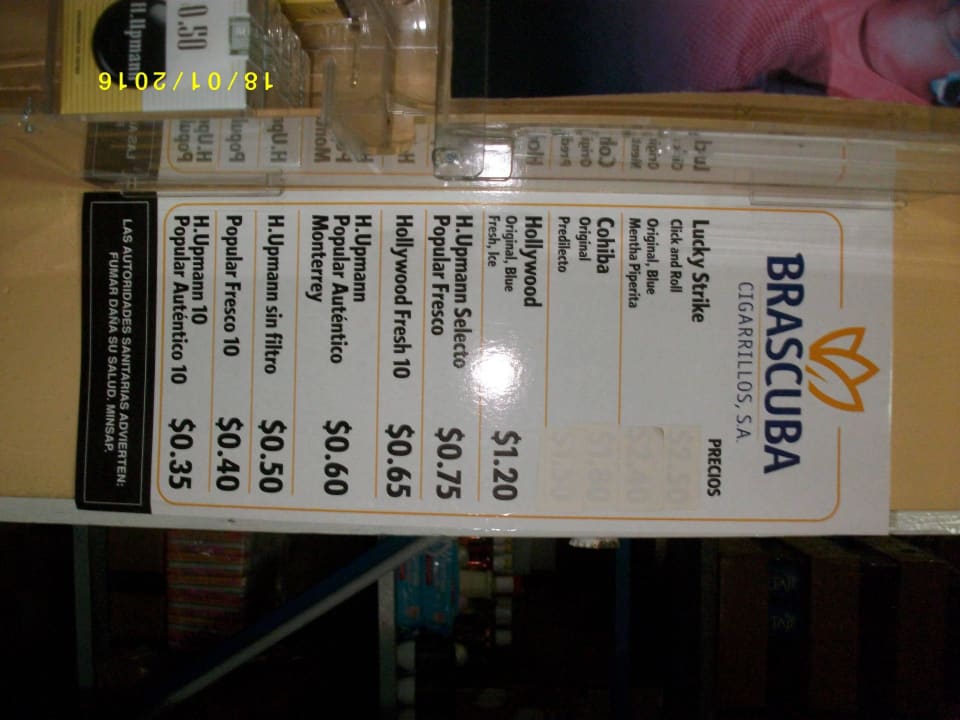 BRASCUBA
CIGARRILLOS, S.A.
PRECIOS
Lucky Strike
Click and Roll
Original, Blue
Mentha Piperita
Cohiba
Original
Predilecto
Hollywood
Original, Blue
Fresh, Ice
$1.20
H.Upmann Selecto
Popular Fresco
$0.75
Hollywood Fresh 10
$0.65
H.Upmann
Popular Auténtico
Monterrey
$0.60
H.Upmann sin filtro
$0.50
Popular Fresco 10
$0.40
H.Upmann 10
Popular Auténtico 10
$0.35
LAS AUTORIDADES SANITARIAS ADVIERTEN:
FUMAR DAÑA SU SALUD. MINSAP.
H.Upmann
0.50
18/01/2016